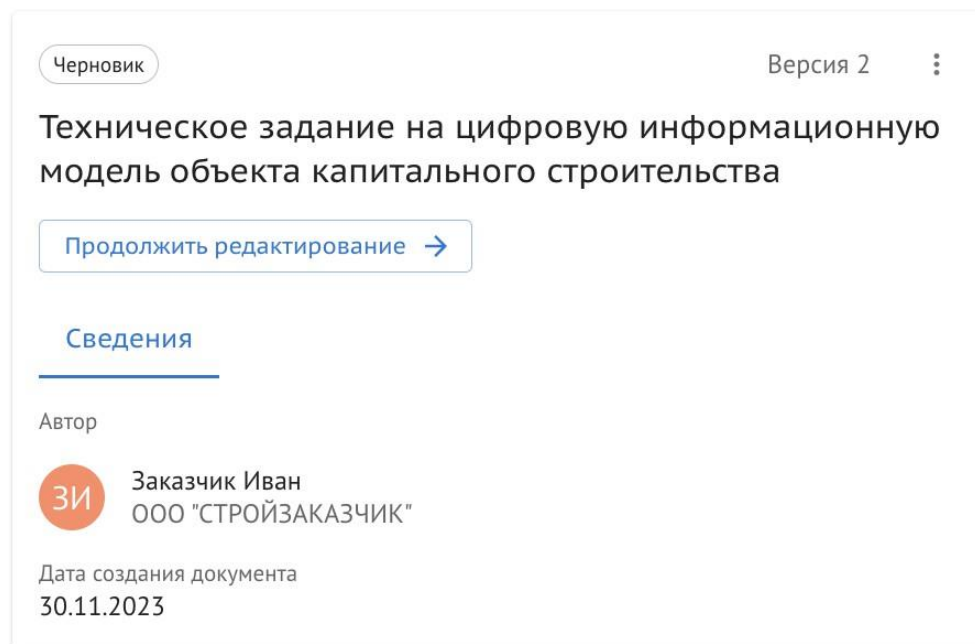 Черновик
Версия 2
Техническое задание на цифровую информационную
модель объекта капитального строительства
Продолжить редактирование →
Сведения
Автор
ЗИ
Заказчик Иван
ООО "СТРОЙЗАКАЗЧИК"
Дата создания документа
30.11.2023